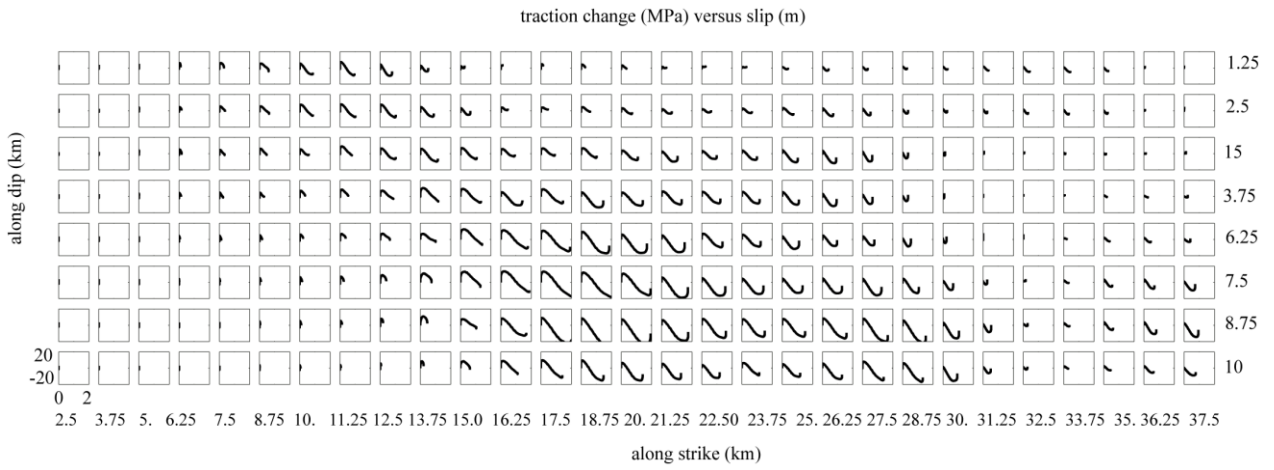 traction change (MPa) versus slip (m)
1.25
2.5
15
3.75
6.25
7.5
8.75
10
along dip (km)
20
-20
0 2
2.5 3.75 5. 6.25 7.5 8.75 10. 11.25 12.5 13.75 15.0 16.25 17.5 18.75 20. 21.25 22.50 23.75 25. 26.25 27.5 28.75 30. 31.25 32.5 33.75 35. 36.25 37.5
along strike (km)